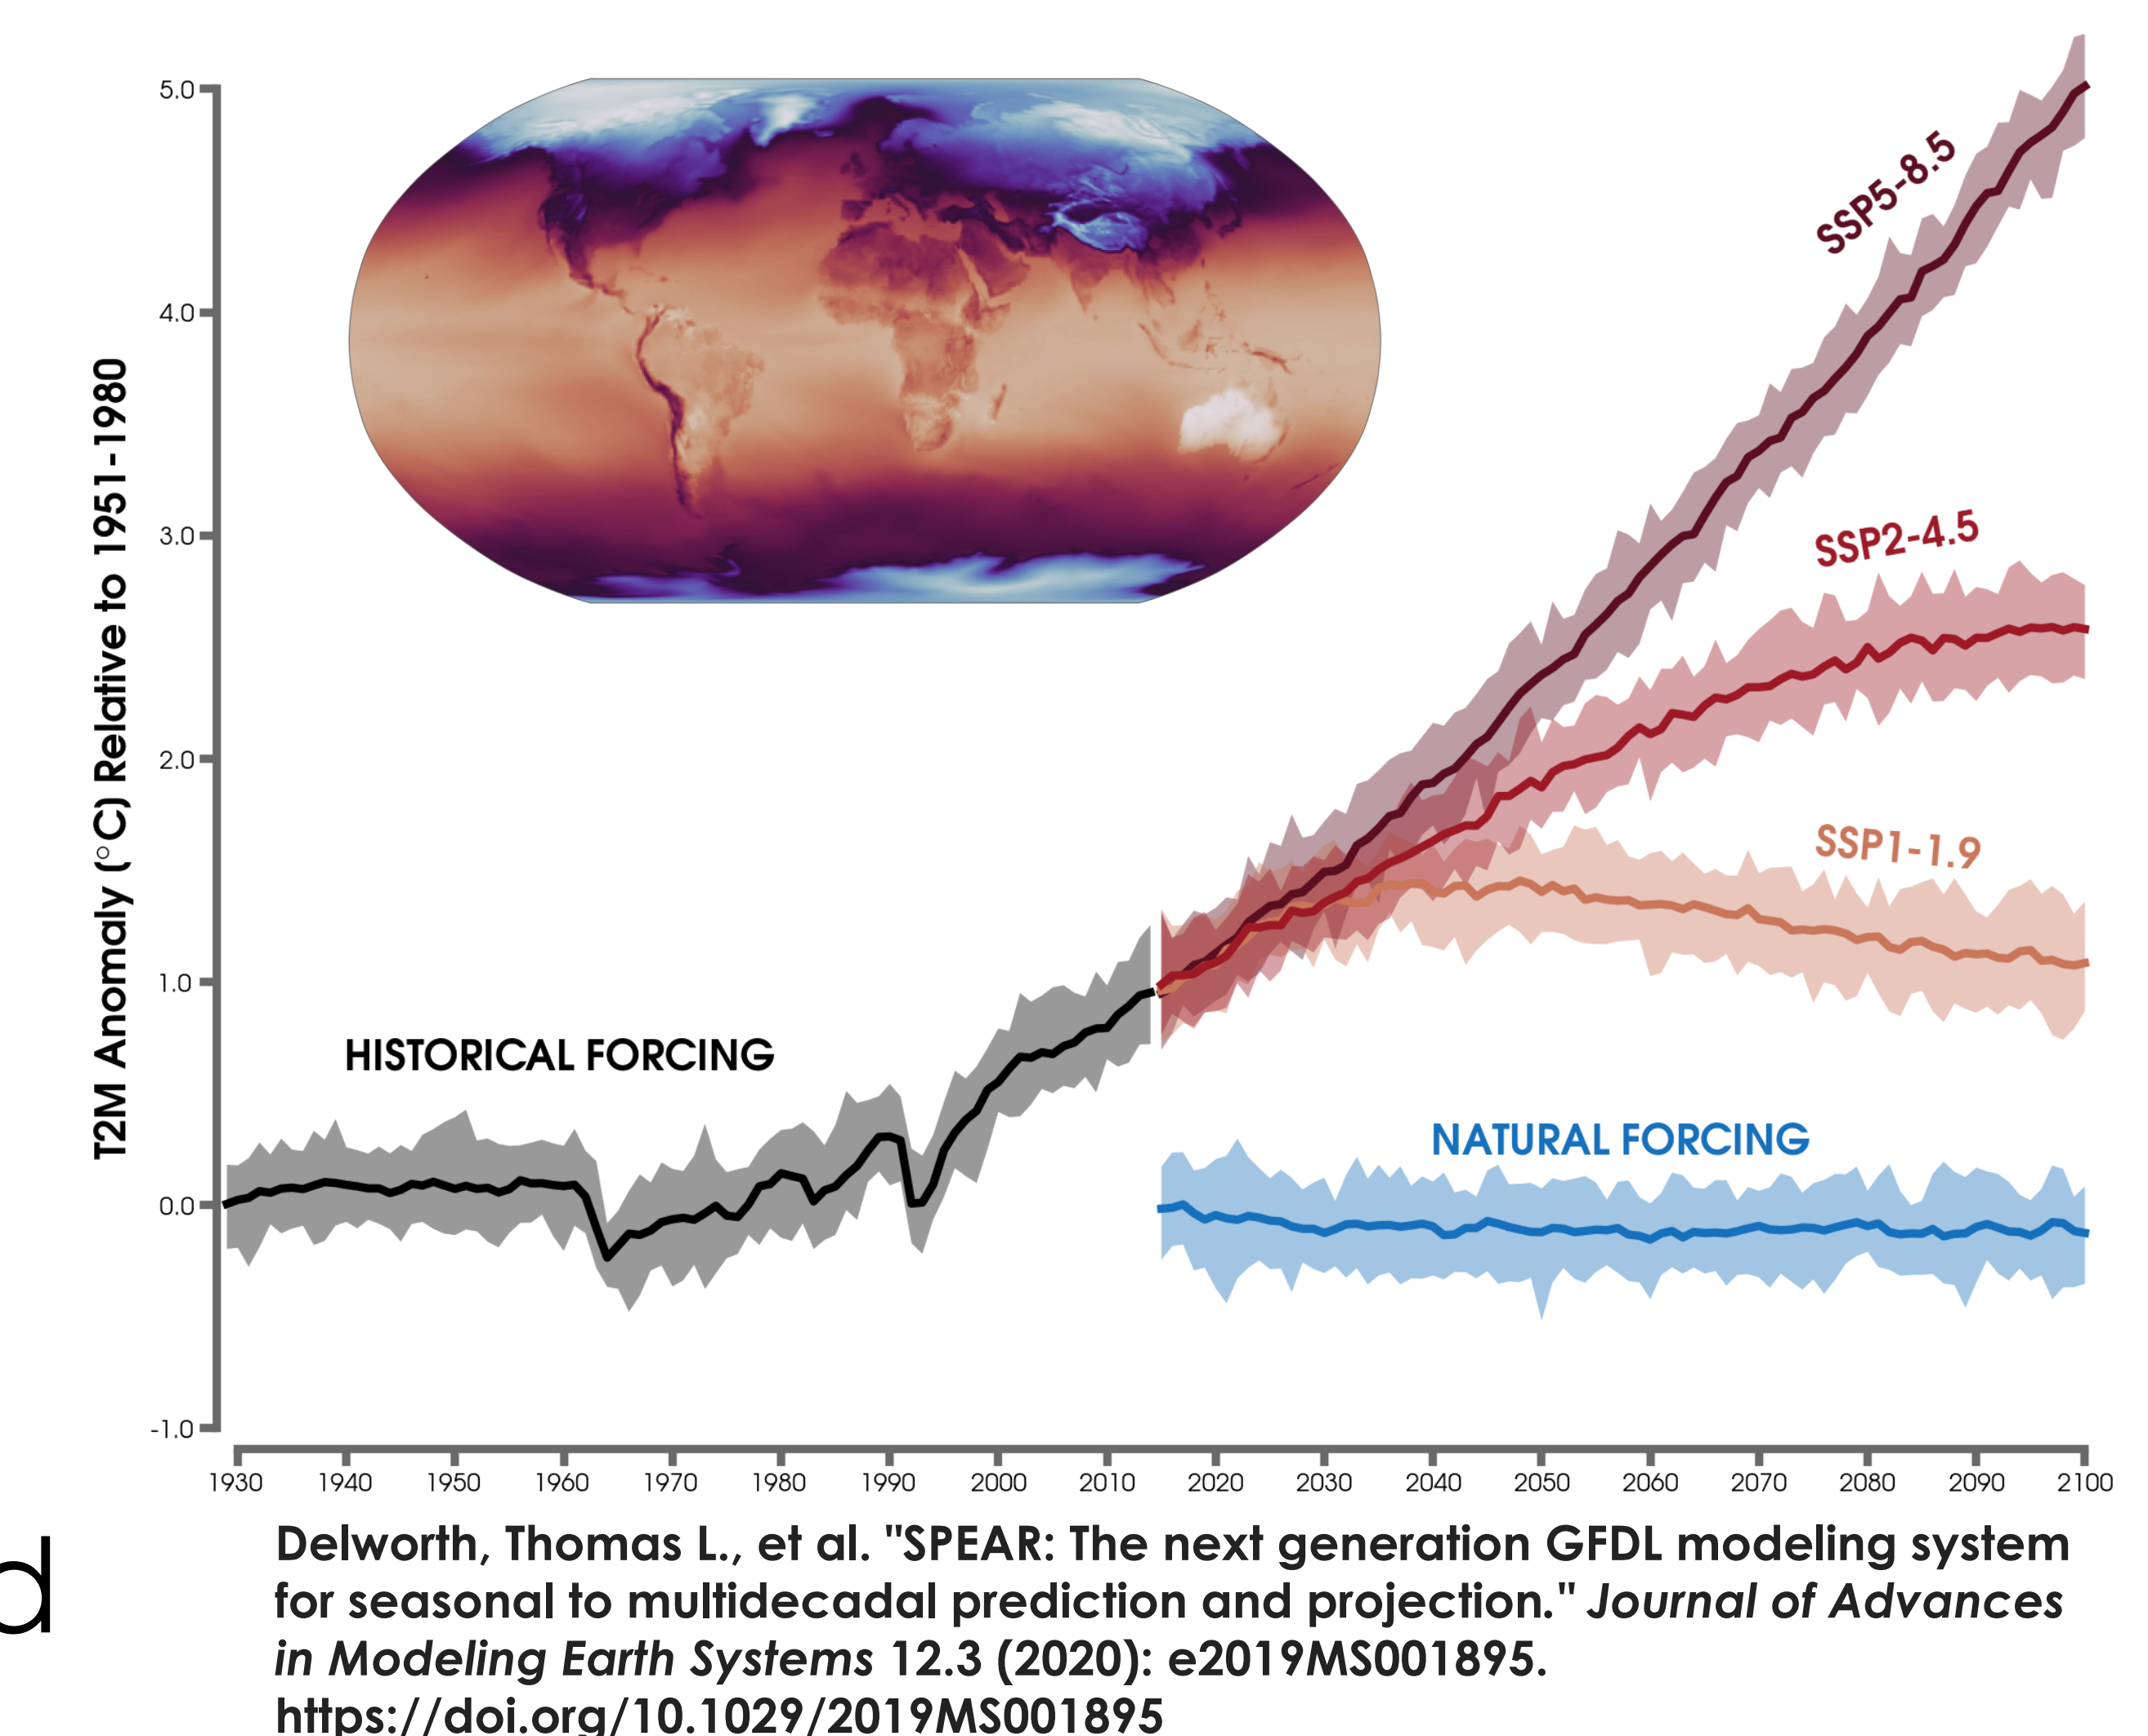 T2M Anomaly (°C) Relative to 1951-1980
5.0
4.0
3.0
2.0
1.0
0.0
-1.0
SSP5-8.5
SSP2-4.5
SSP1-1.9
HISTORICAL FORCING
NATURAL FORCING
1930 1940 1950 1960 1970 1980 1990 2000 2010 2020 2030 2040 2050 2060 2070 2080 2090 2100
d
Delworth, Thomas L., et al. "SPEAR: The next generation GFDL modeling system
for seasonal to multidecadal prediction and projection." Journal of Advances
in Modeling Earth Systems 12.3 (2020): e2019MS001895.
https://doi.org/10.1029/2019MS001895